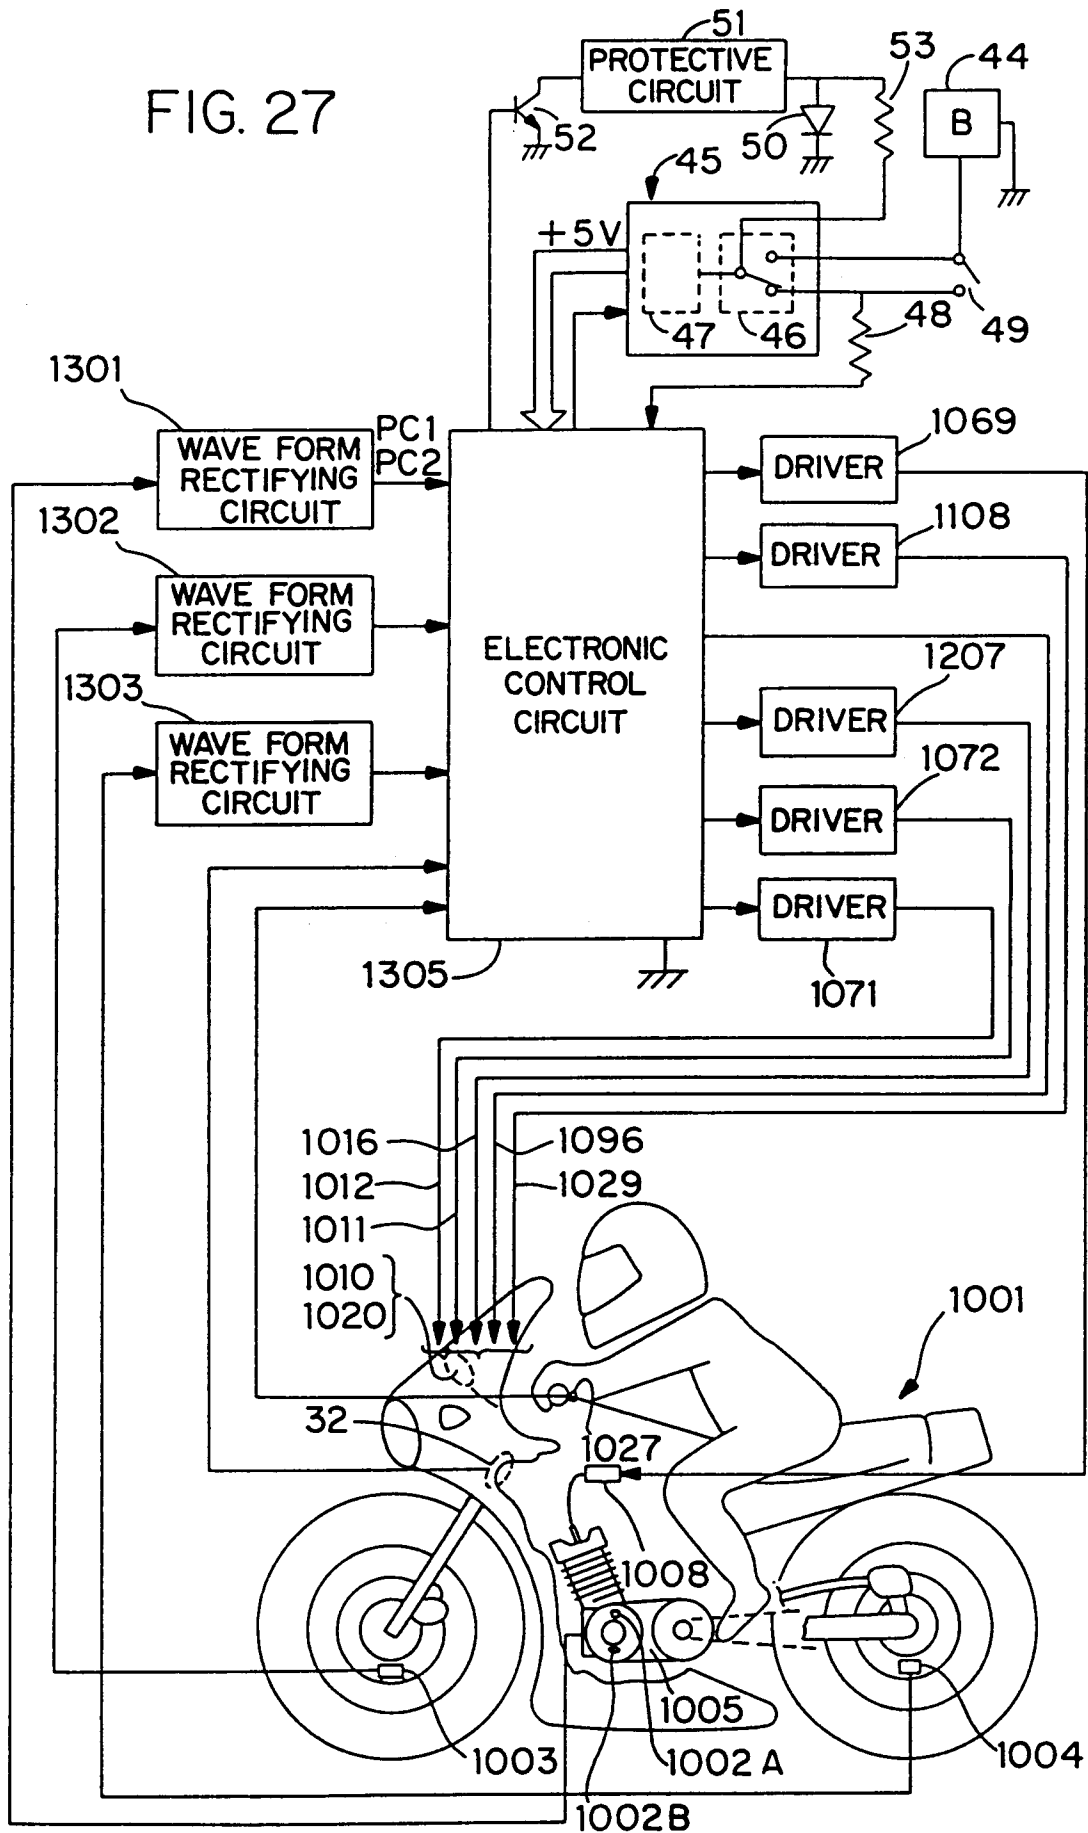 FIG. 27
51
PROTECTIVE
CIRCUIT
53
44
B
52
50
45
+5V
47
46
48
49
1301
WAVE FORM
RECTIFYING
CIRCUIT
PC1
PC2
1302
WAVE FORM
RECTIFYING
CIRCUIT
1303
WAVE FORM
RECTIFYING
CIRCUIT
ELECTRONIC
CONTROL
CIRCUIT
1305
DRIVER
1069
DRIVER
1108
DRIVER
1207
DRIVER
1072
DRIVER
1071
1016
1096
1012
1029
1011
1010
1020
1001
32
1027
1008
1005
1003
1002A
1004
1002B